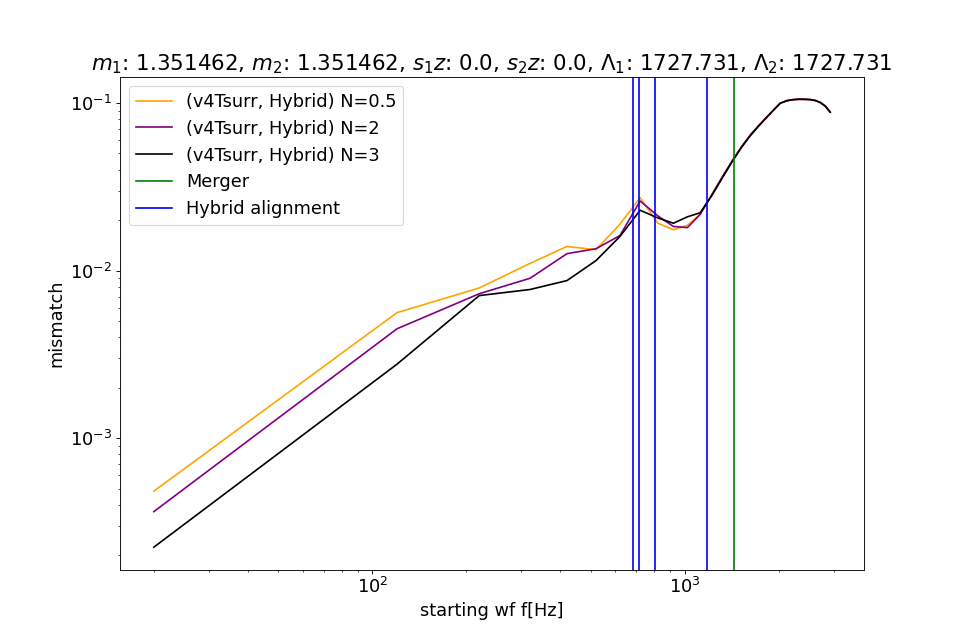 m₁: 1.351462, m₂: 1.351462, s₁z: 0.0, s₂z: 0.0, Λ₁: 1727.731, Λ₂: 1727.731
(v4Tsurr, Hybrid) N=0.5
(v4Tsurr, Hybrid) N=2
(v4Tsurr, Hybrid) N=3
Merger
Hybrid alignment
mismatch
10⁻¹
10⁻²
10⁻³
10² 10³
starting wf f[Hz]